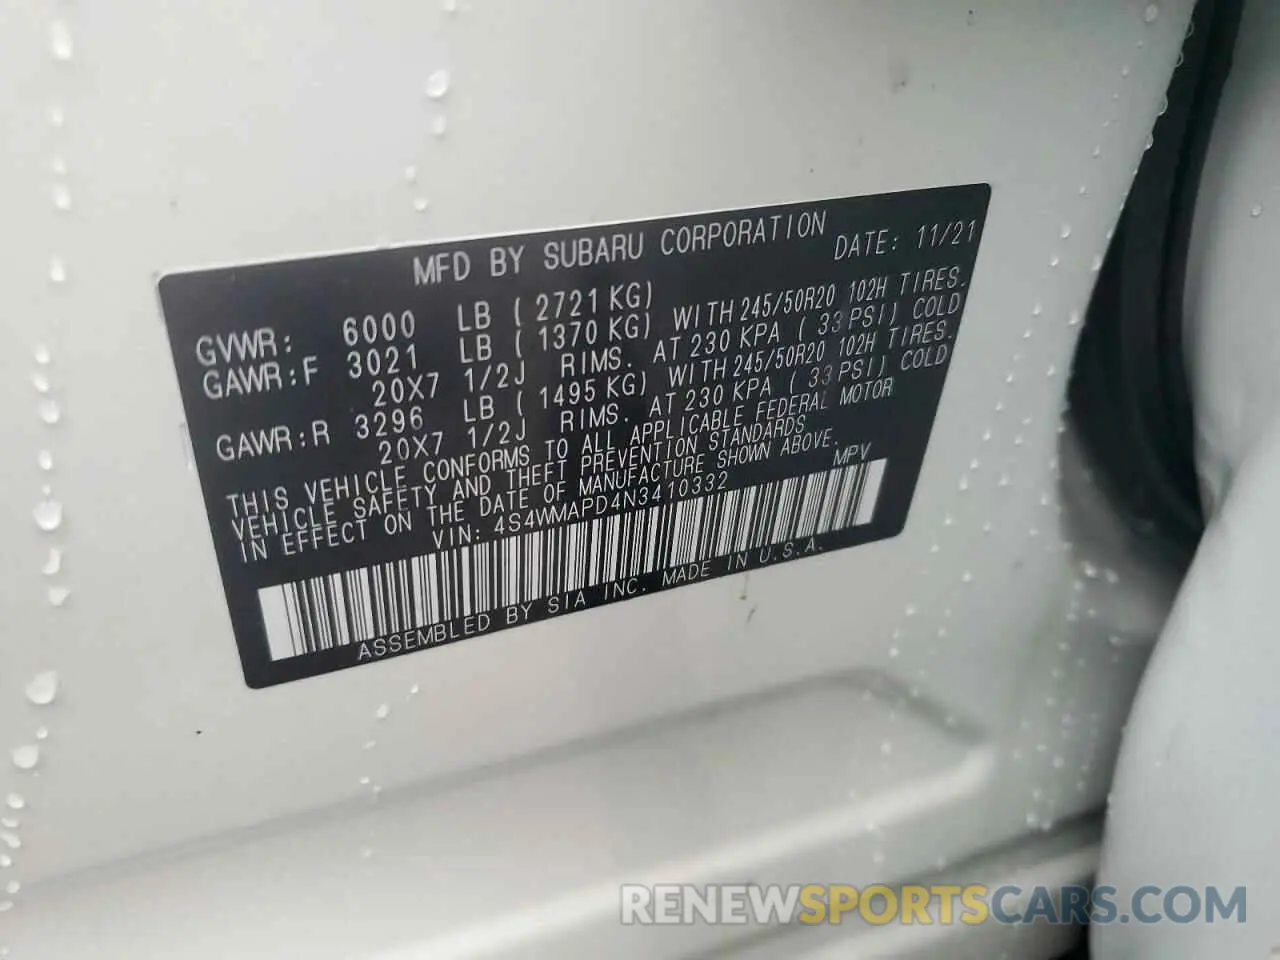 MFD BY SUBARU CORPORATION
DATE: 11/21
GVWR: 6000 LB ( 2721 KG)
GAWR:F 3021 LB ( 1370 KG) WITH 245/50R20 102H TIRES.
20X7 1/2J RIMS. AT 230 KPA ( 33 PSI) COLD
GAWR:R 3296 LB ( 1495 KG) WITH 245/50R20 102H TIRES.
20X7 1/2J RIMS. AT 230 KPA ( 33 PSI) COLD
THIS VEHICLE CONFORMS TO ALL APPLICABLE FEDERAL MOTOR
VEHICLE SAFETY AND THEFT PREVENTION STANDARDS
IN EFFECT ON THE DATE OF MANUFACTURE SHOWN ABOVE.
VIN: 4S4WMAPD4N3410332 MPV
ASSEMBLED BY SIA INC. MADE IN U.S.A.
RENEWSPORTSCARS.COM